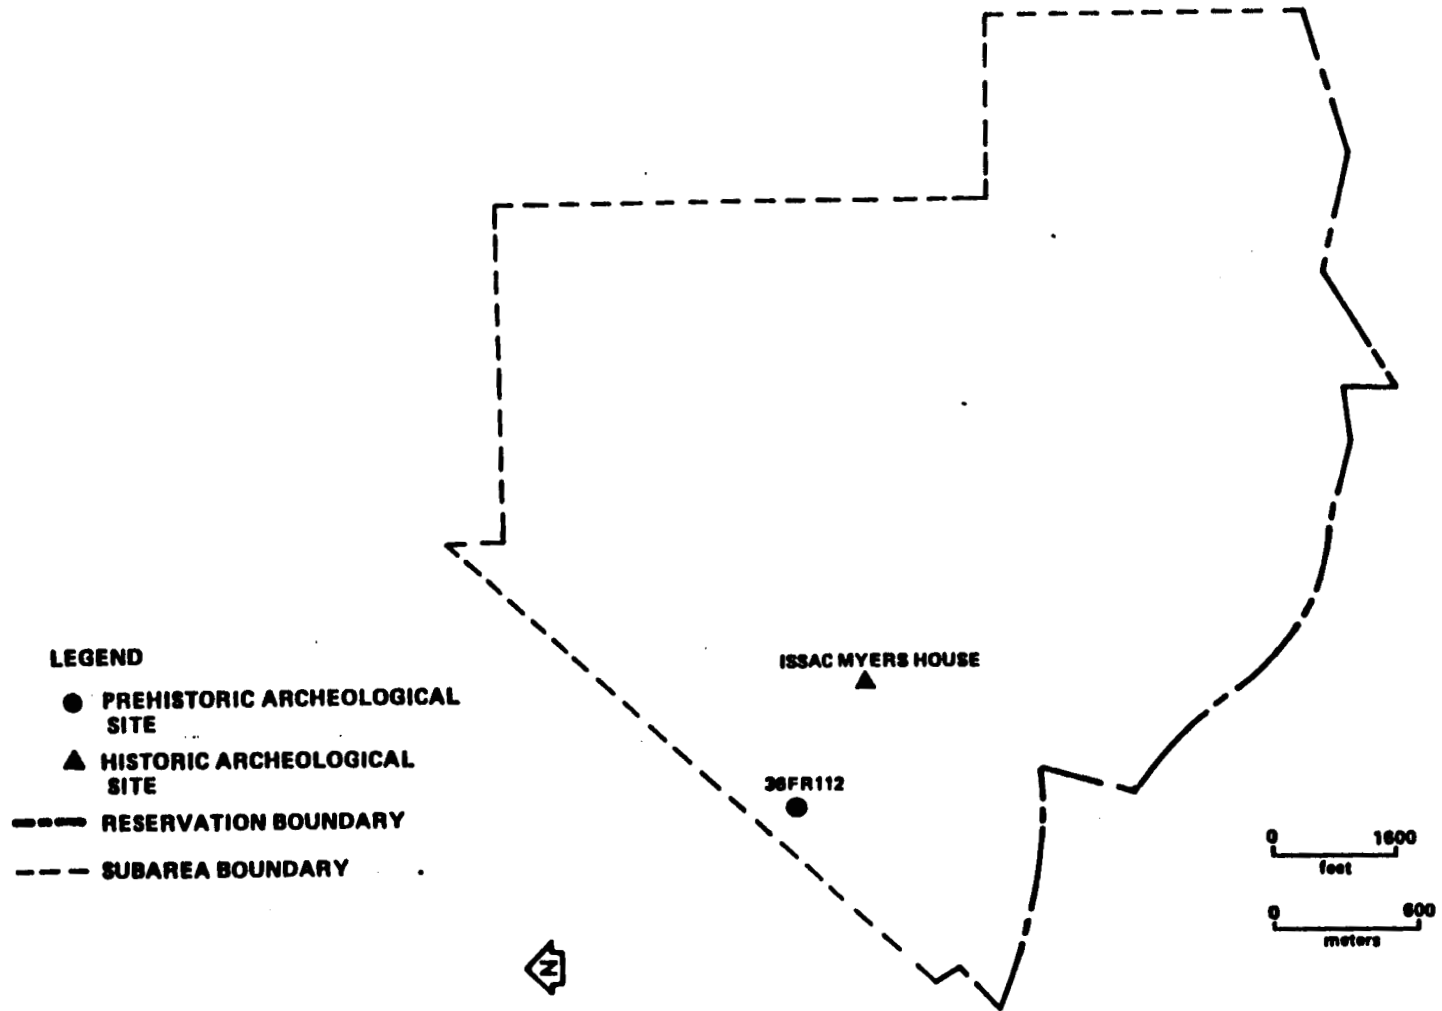 ISSAC MYERS HOUSE
36FR112
LEGEND
PREHISTORIC ARCHEOLOGICAL
SITE
HISTORIC ARCHEOLOGICAL
SITE
RESERVATION BOUNDARY
SUBAREA BOUNDARY
0 1600
feet
0 600
meters
N